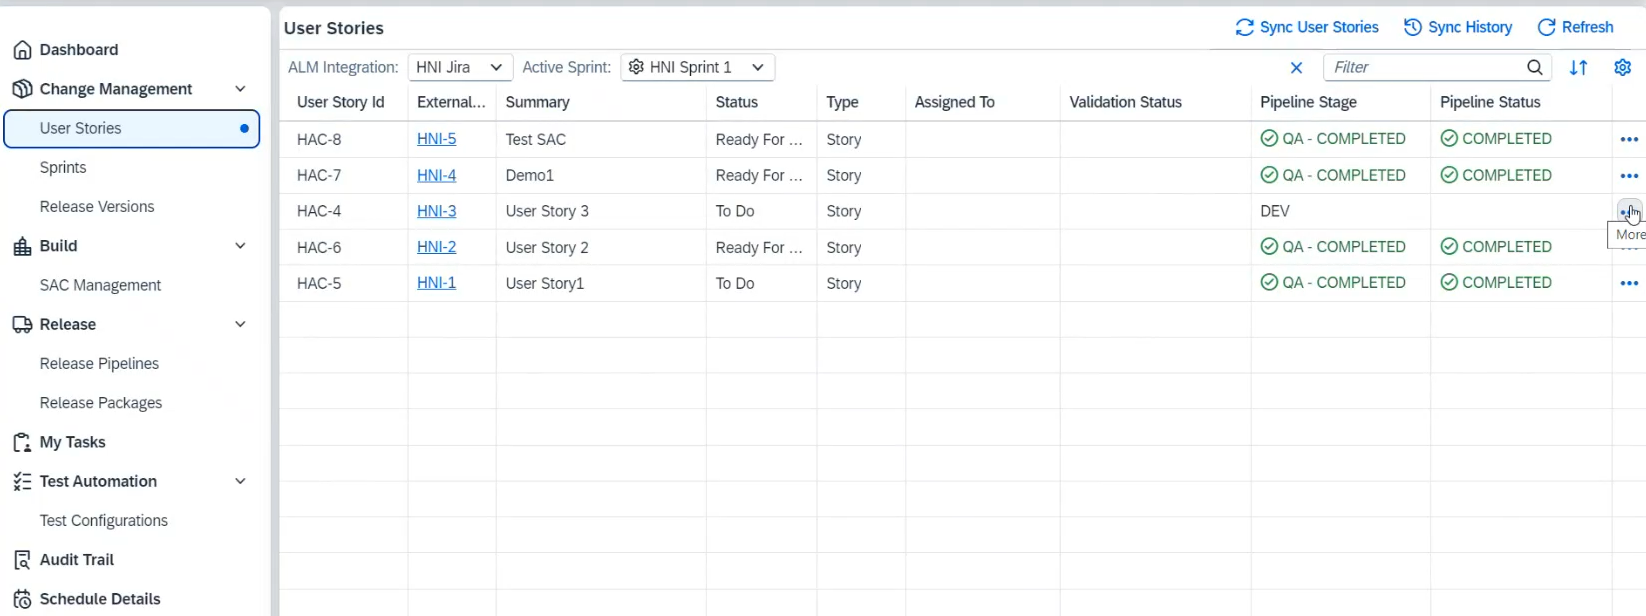 User Stories
Sync User Stories
Sync History
Refresh
ALM Integration: HNI Jira
Active Sprint: HNI Sprint 1
Filter
Dashboard
Change Management
User Stories
Sprints
Release Versions
Build
SAC Management
Release
Release Pipelines
Release Packages
My Tasks
Test Automation
Test Configurations
Audit Trail
Schedule Details
User Story Id External... Summary Status Type Assigned To Validation Status Pipeline Stage Pipeline Status
HAC-8 HNI-5 Test SAC Ready For ... Story QA - COMPLETED COMPLETED
HAC-7 HNI-4 Demo1 Ready For ... Story QA - COMPLETED COMPLETED
HAC-4 HNI-3 User Story 3 To Do Story DEV
More
HAC-6 HNI-2 User Story 2 Ready For ... Story QA - COMPLETED COMPLETED
HAC-5 HNI-1 User Story1 To Do Story QA - COMPLETED COMPLETED